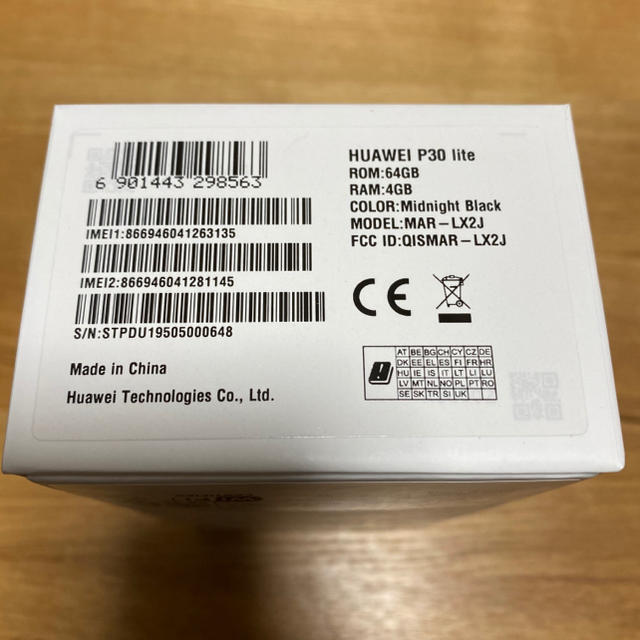 6 901443 298563
IMEI1:866946041263135
IMEI2:866946041281145
S/N:STPDU19505000648
Made in China
Huawei Technologies Co., Ltd.
HUAWEI P30 lite
ROM:64GB
RAM:4GB
COLOR:Midnight Black
MODEL:MAR-LX2J
FCC ID:QISMAR-LX2J
CE
AT BE BG CH CY CZ DE
DK EE EL ES FI FR HR
HU IE IS IT LT LI LU
LV MT NL NO PL PT RO
SE SK TR SI UK